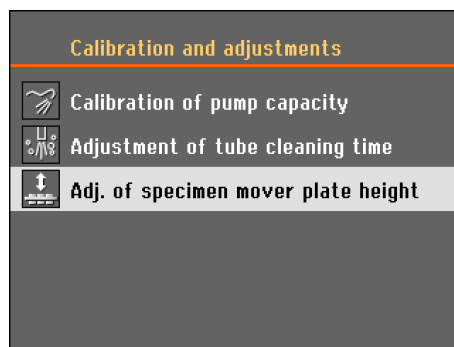 Calibration and adjustments
Calibration of pump capacity
Adjustment of tube cleaning time
Adj. of specimen mover plate height